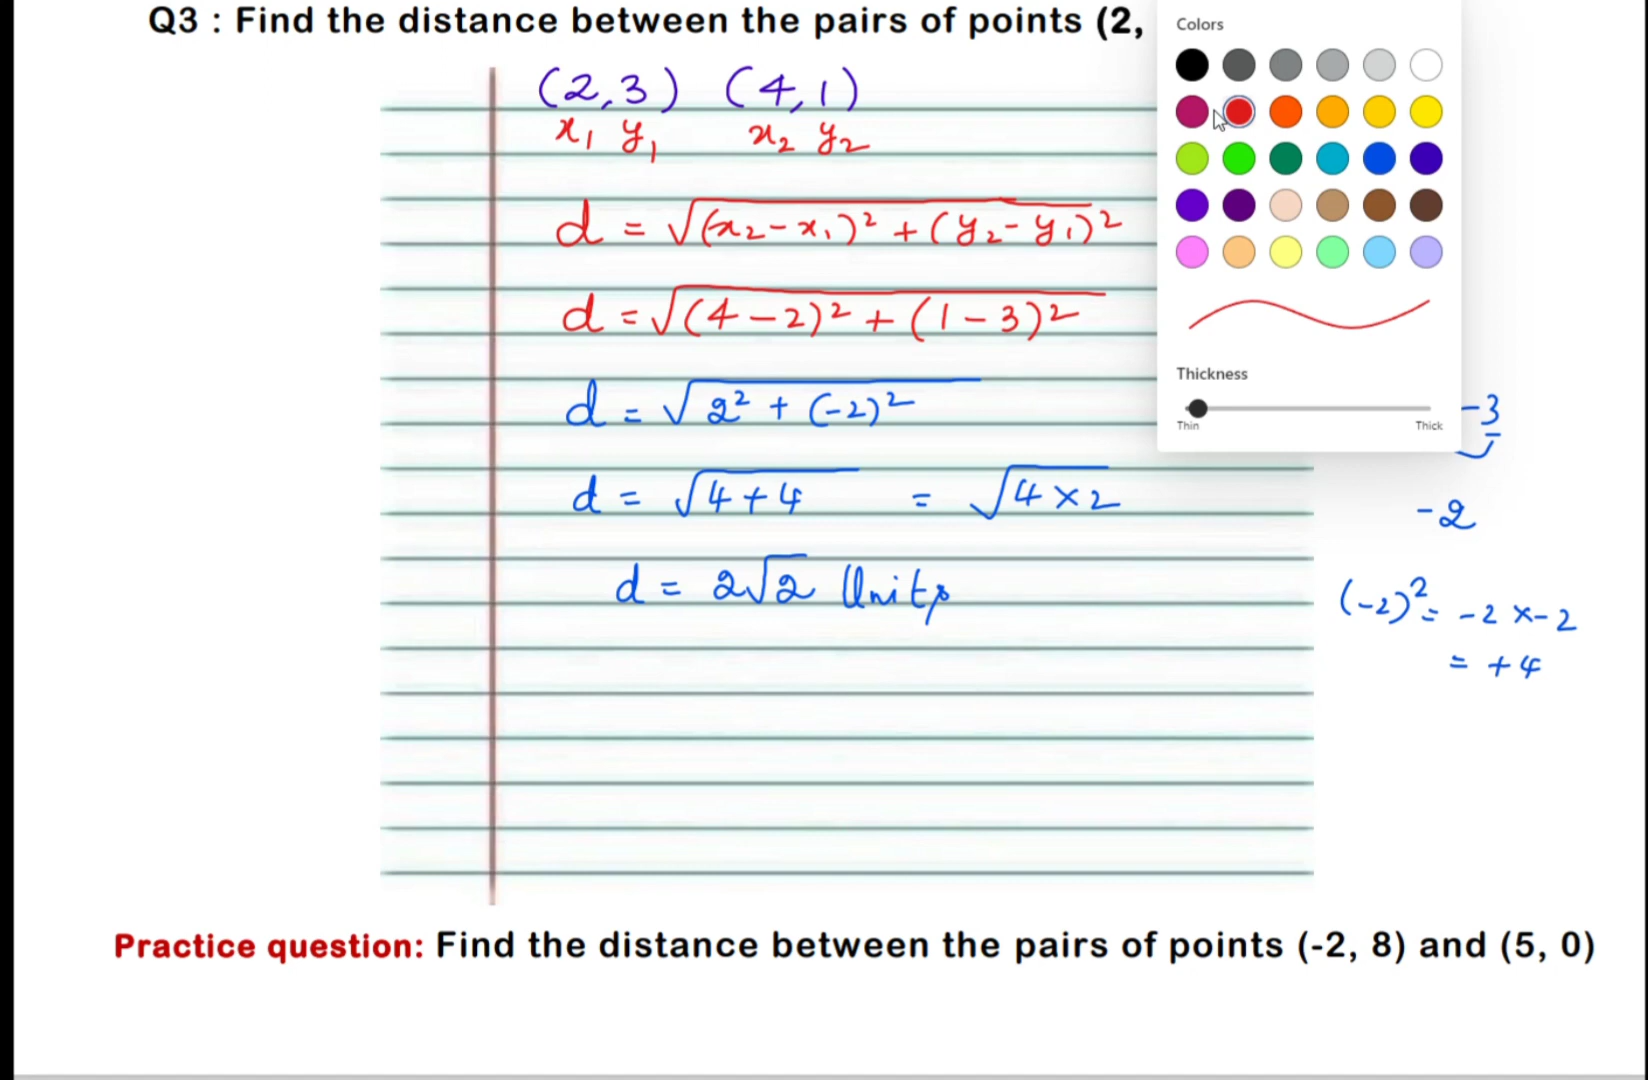 Q3 : Find the distance between the pairs of points (2,
(2,3) (4,1)
x₁ y₁ x₂ y₂
d = √(x₂-x₁)² + (y₂-y₁)²
d = √(4-2)² + (1-3)²
d = √2² + (-2)²
d = √4+4 = √4×2
d = 2√2 Units
Colors
Thickness
Thin Thick
-3
-2
(-2)² = -2 ×-2
= +4
Practice question: Find the distance between the pairs of points (-2, 8) and (5, 0)